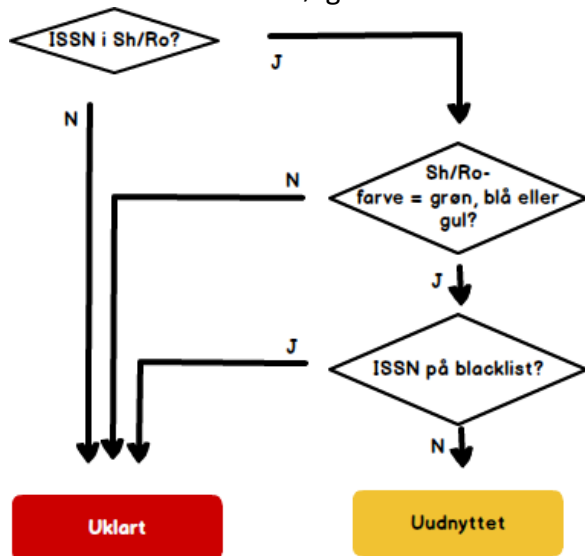 ISSN i Sh/Ro?
J
N
Sh/Ro-
farve = grøn, blå eller
gul?
N
J
J
ISSN på blacklist?
N
Uklart
Uudnyttet